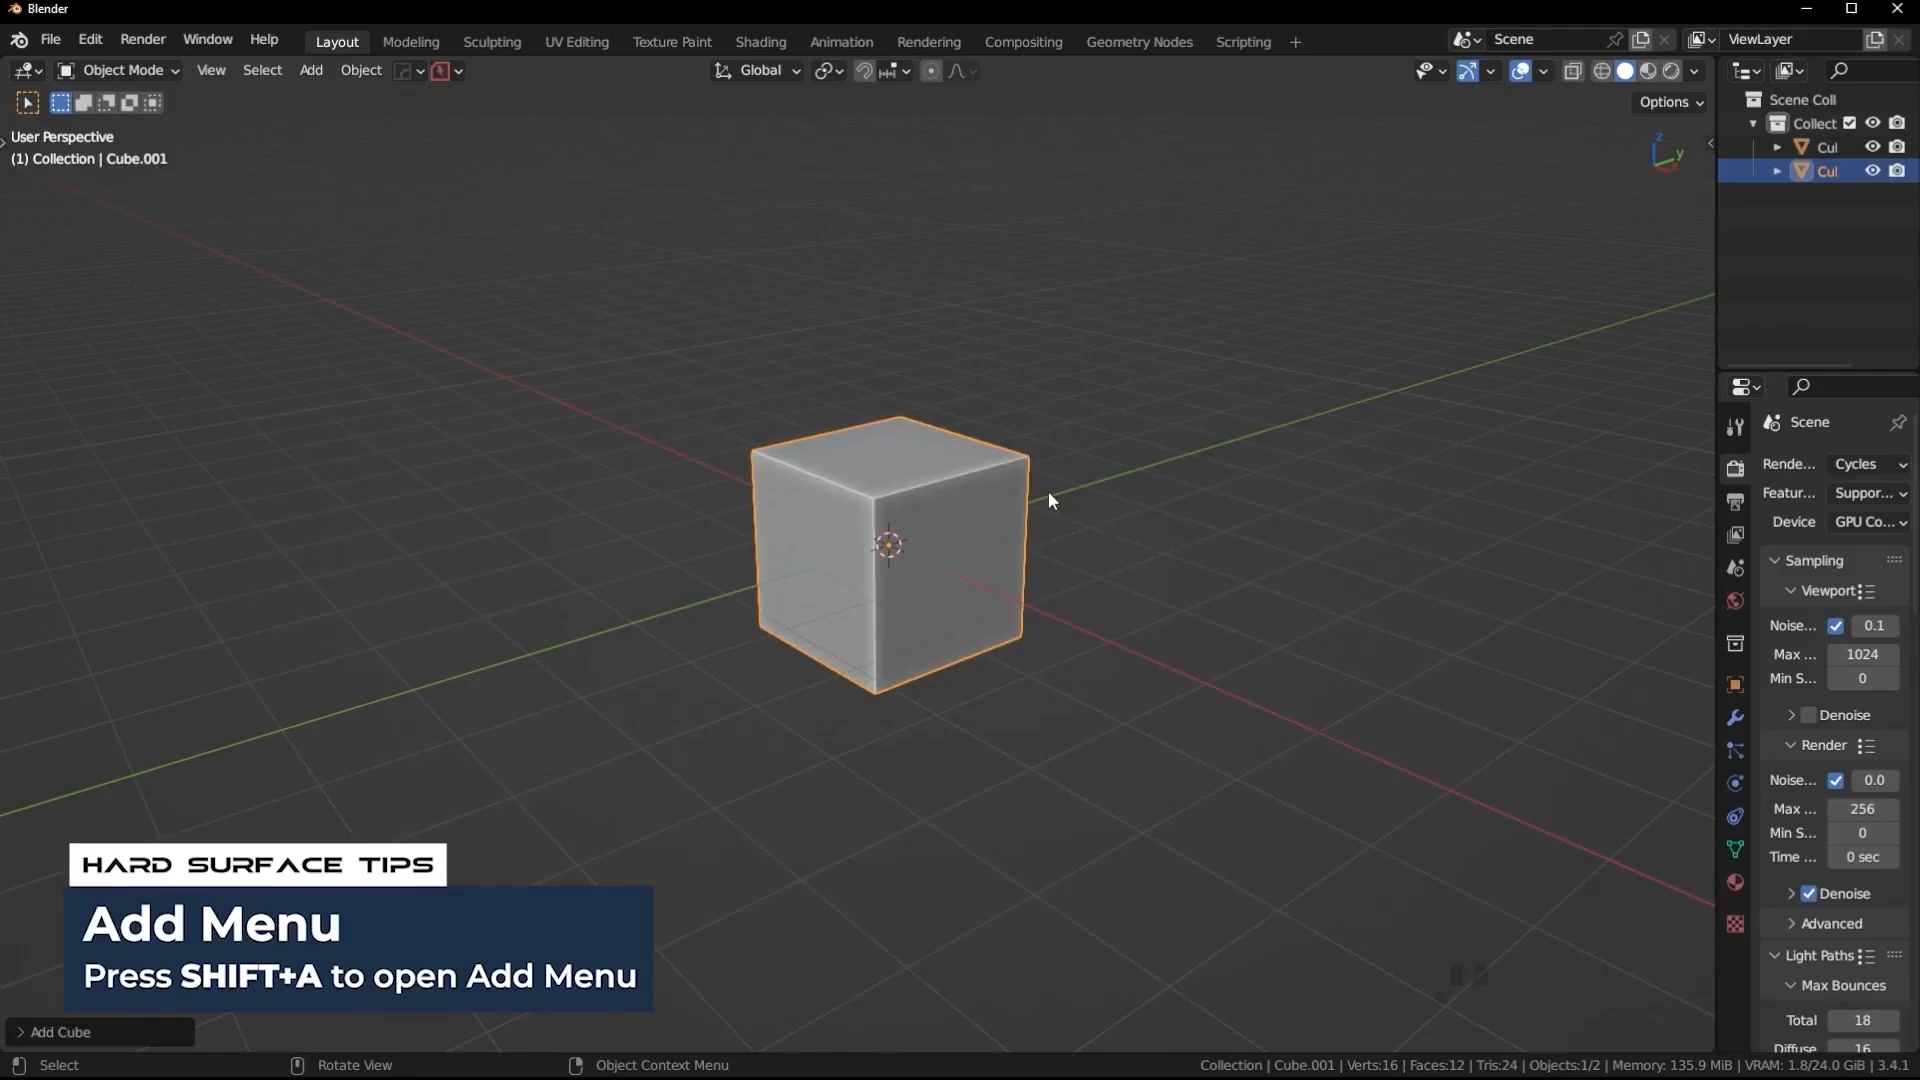 Blender
File Edit Render Window Help Layout Modeling Sculpting UV Editing Texture Paint Shading Animation Rendering Compositing Geometry Nodes Scripting + Scene ViewLayer
Object Mode View Select Add Object Global
Options
User Perspective
(1) Collection | Cube.001
z
y
Scene Coll
Collect
Cul
Cul
Scene
Rende... Cycles
Featur... Suppor...
Device GPU Co...
Sampling
Viewport
Noise... 0.1
Max ... 1024
Min S... 0
Denoise
Render
Noise... 0.0
Max ... 256
Min S... 0
Time ... 0 sec
Denoise
Advanced
Light Paths
Max Bounces
Total 18
Diffuse 16
HARD SURFACE TIPS
Add Menu
Press SHIFT+A to open Add Menu
Add Cube
Select Rotate View Object Context Menu Collection | Cube.001 | Verts:16 | Faces:12 | Tris:24 | Objects:1/2 | Memory: 135.9 MiB | VRAM: 1.8/24.0 GiB | 3.4.1